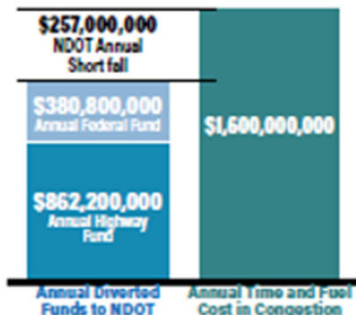 $257,000,000
NDOT Annual
Short fall
$380,800,000
Annual Federal Fund
$862,200,000
Annual Highway
Fund
$1,600,000,000
Annual Diverted
Funds to NDOT
Annual Time and Fuel
Cost in Congestion